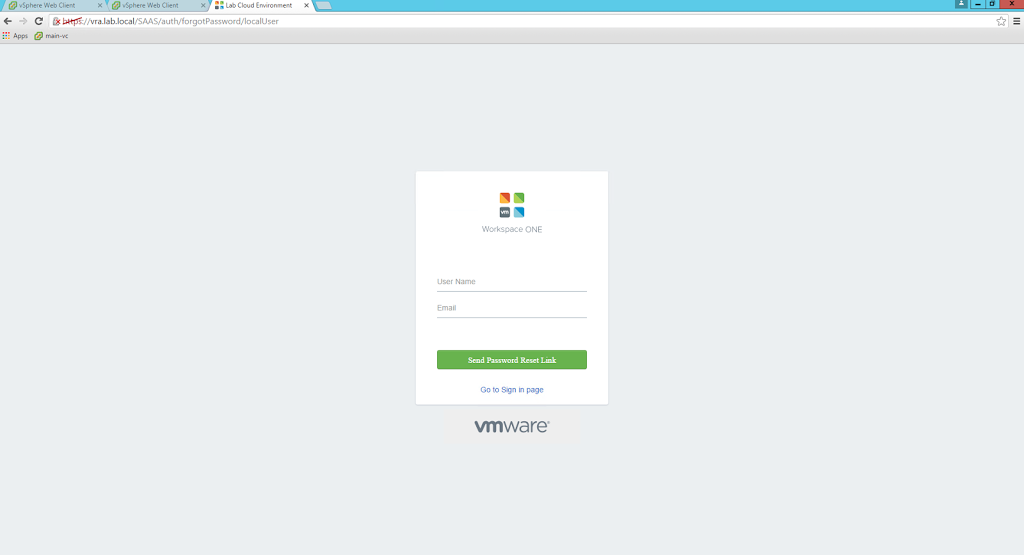 vSphere Web Client
vSphere Web Client
Lab Cloud Environment
https://vra.lab.local/SAAS/auth/forgotPassword/localUser
Apps
main-vc
vm
Workspace ONE
User Name
Email
Send Password Reset Link
Go to Sign in page
vmware®